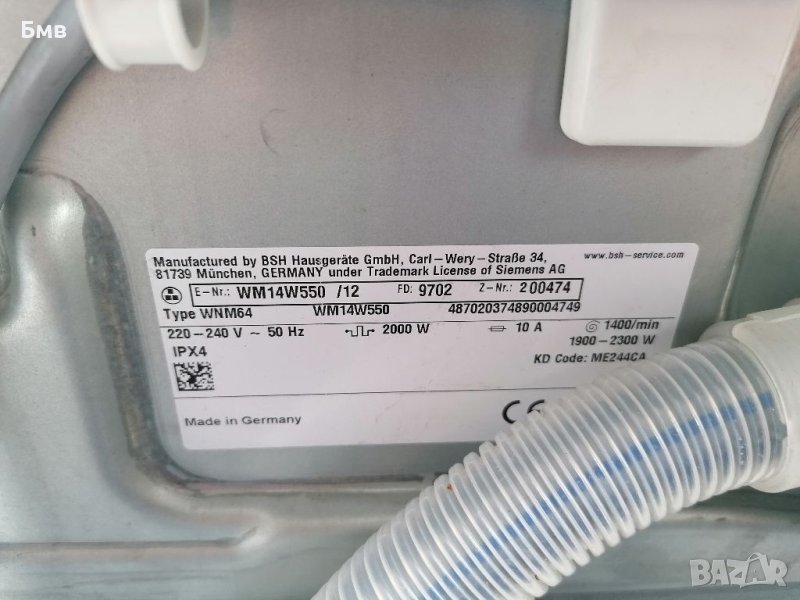 Бмв
Manufactured by BSH Hausgeräte GmbH, Carl-Wery-Straße 34,
81739 München, GERMANY under Trademark License of Siemens AG
www.bsh-service.com
E-Nr.: WM14W550 /12 FD: 9702 Z-Nr.: 200474
Type WNM64 WM14W550 487020374890004749
220-240 V ~ 50 Hz 2000 W 10 A 1400/min
1900-2300 W
IPX4
KD Code: ME244CA
Made in Germany
CE
BAZAR